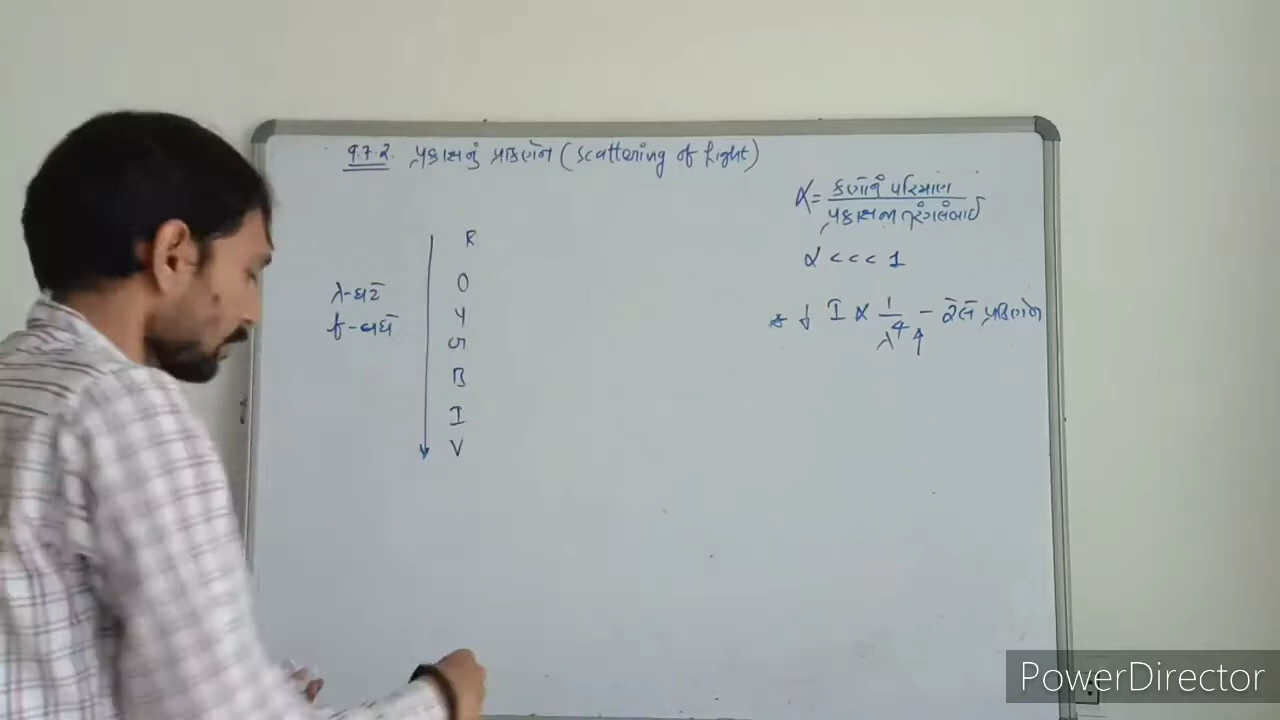 ૧.7.2. પ્રકાશનું પ્રકીર્ણન (Scattering of Light)
α = કણોનું પરિમાણ
પ્રકાશની તરંગલંબાઈ
α <<< 1
λ-ઘટે
f-વધે
R
O
Y
G
B
I
V
* ↓ I ∝ 1/λ⁴ ↑ - રેલે પ્રકીર્ણન
PowerDirector